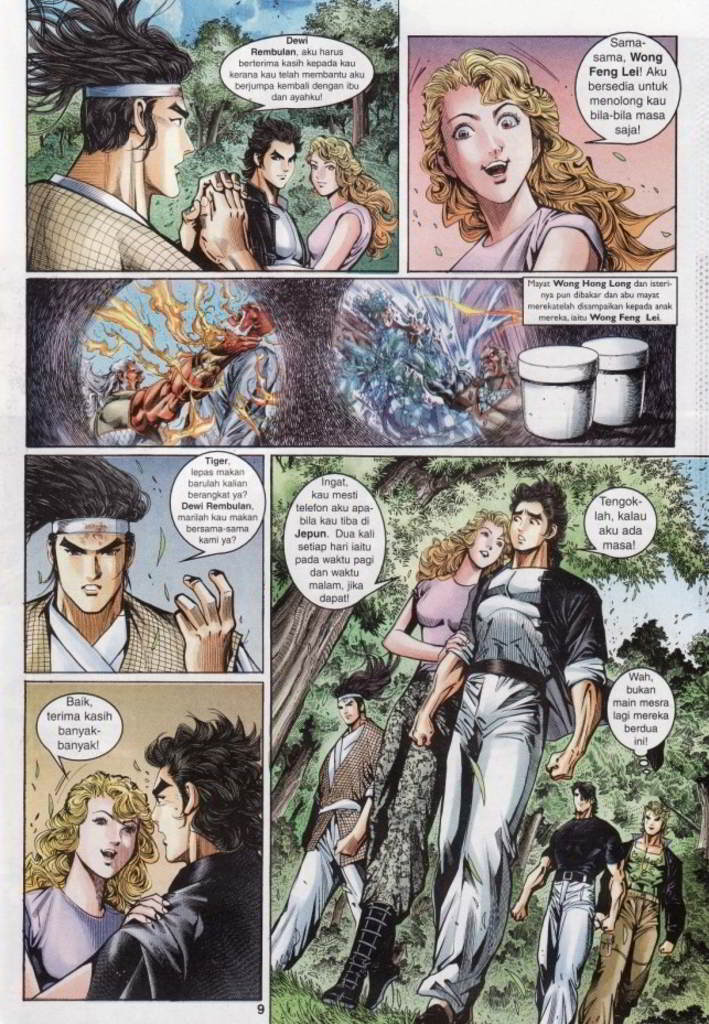 Dewi
Rembulan, aku harus
berterima kasih kepada kau
kerana kau telah membantu aku
berjumpa kembali dengan ibu
dan ayahku!
Sama-
sama, Wong
Feng Lei! Aku
bersedia untuk
menolong kau
bila-bila masa
saja!
Mayat Wong Hong Long dan isteri-
nya pun dibakar dan abu mayat
merekatelah disampaikan kepada anak
mereka, iaitu Wong Feng Lei.
Tiger,
lepas makan
barulah kalian
berangkat ya?
Dewi Rembulan,
marilah kau makan
bersama-sama
kami ya?
Ingat,
kau mesti
telefon aku apa-
bila kau tiba di
Jepun. Dua kali
setiap hari iaitu
pada waktu pagi
dan waktu
malam, jika
dapat!
Tengok-
lah, kalau
aku ada
masa!
Baik,
terima kasih
banyak-
banyak!
Wah,
bukan
main mesra
lagi mereka
berdua
ini!
9